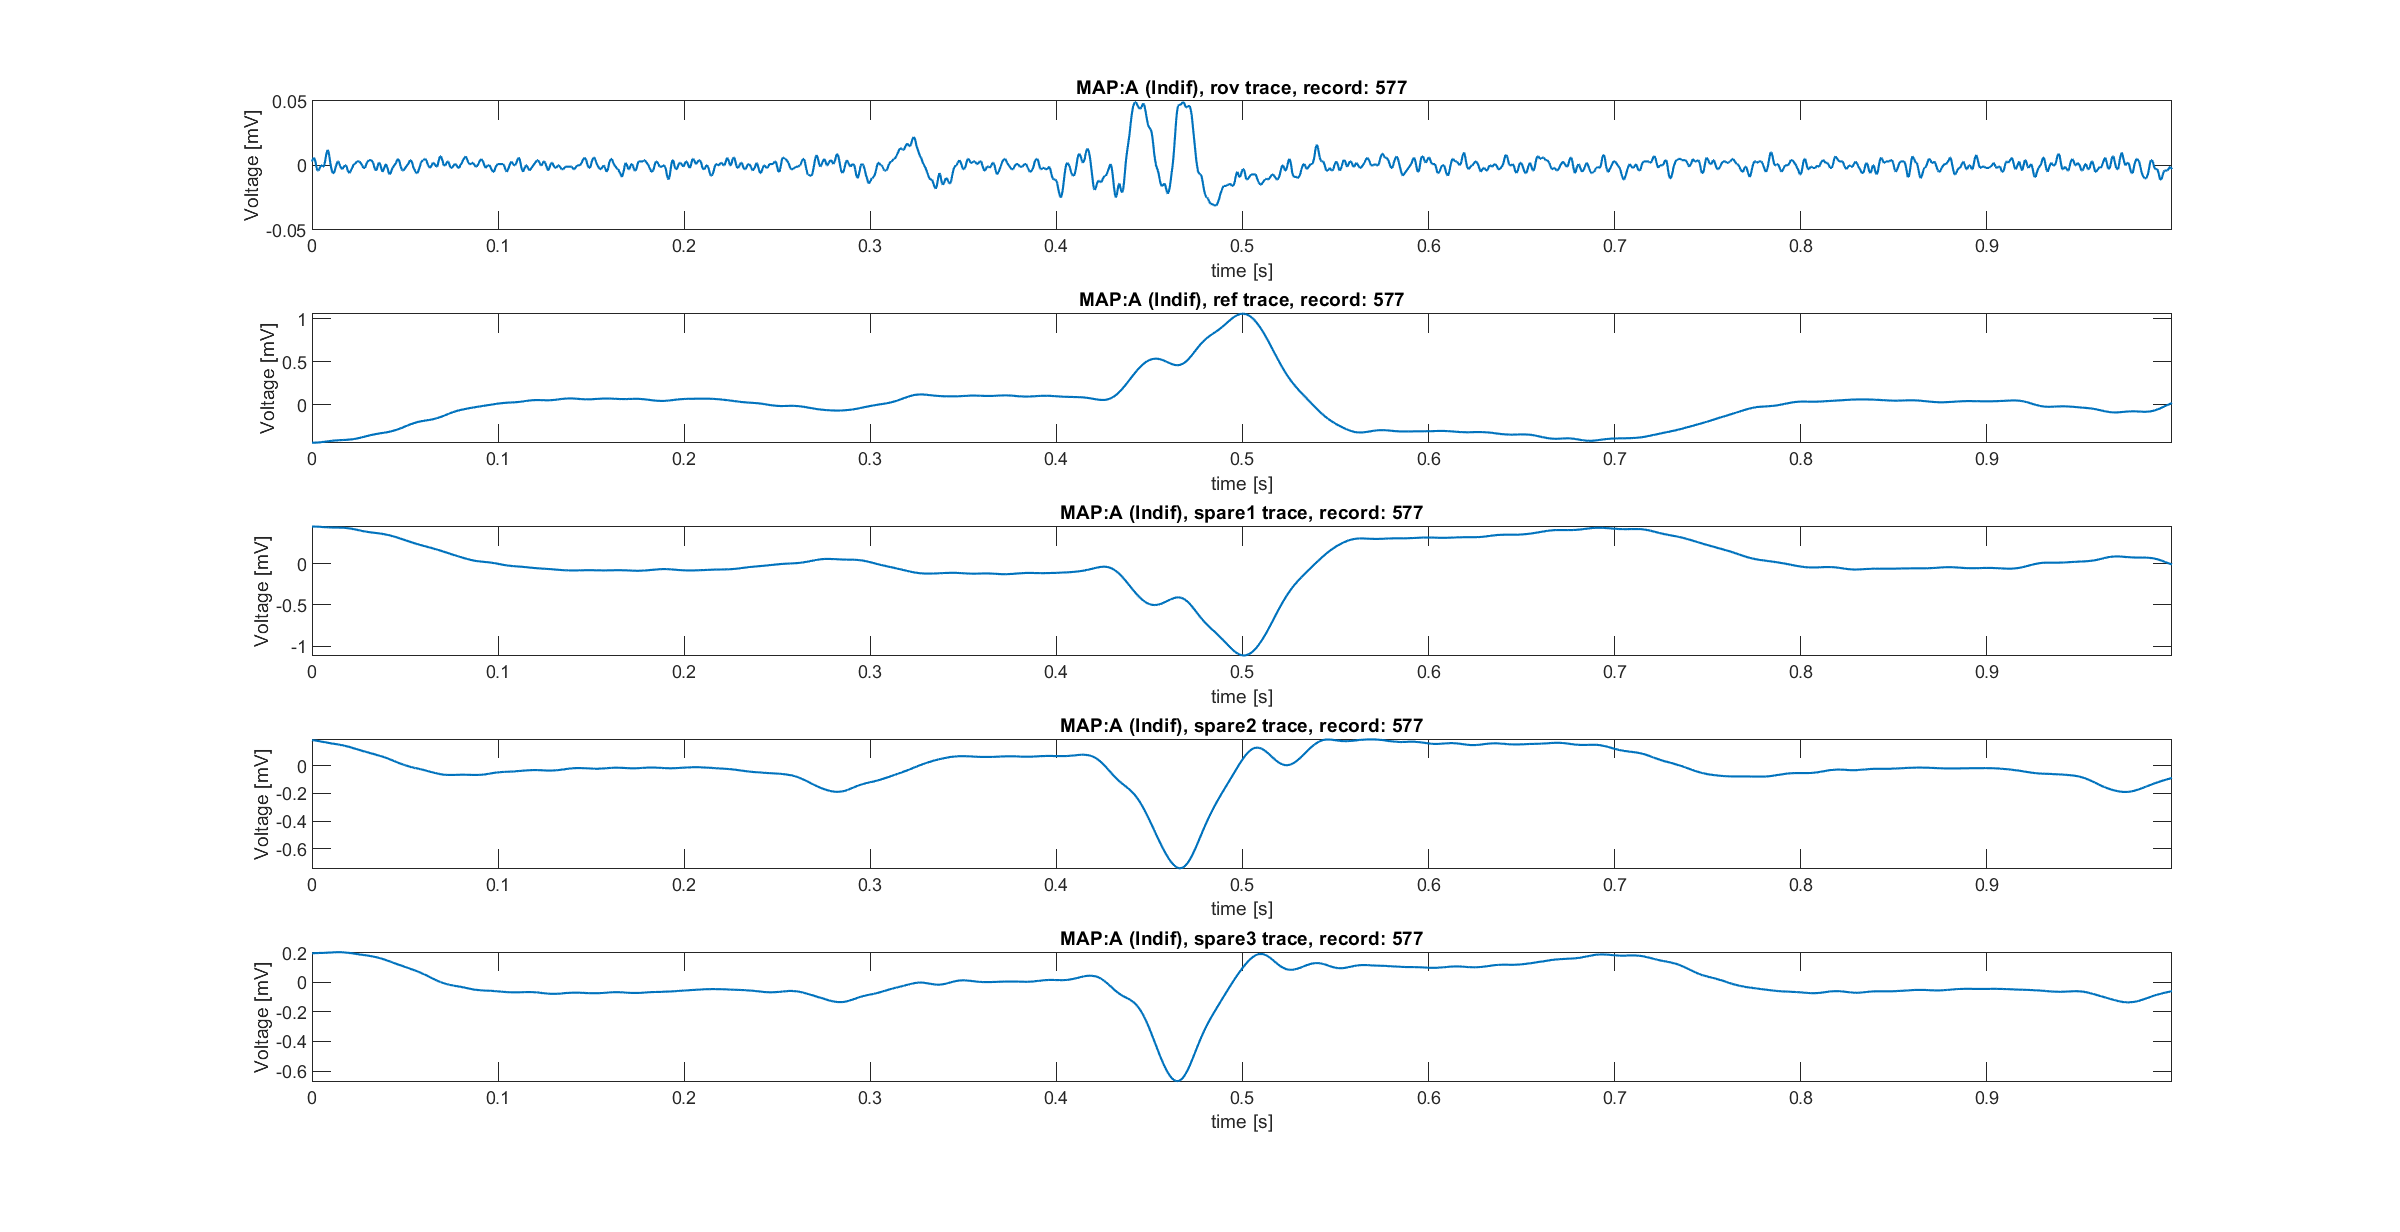 MAP:A (Indif), rov trace, record: 577
Voltage [mV]
0.05
0
-0.05
0 0.1 0.2 0.3 0.4 0.5 0.6 0.7 0.8 0.9
time [s]
MAP:A (Indif), ref trace, record: 577
Voltage [mV]
1
0.5
0
0 0.1 0.2 0.3 0.4 0.5 0.6 0.7 0.8 0.9
time [s]
MAP:A (Indif), spare1 trace, record: 577
Voltage [mV]
0
-0.5
-1
0 0.1 0.2 0.3 0.4 0.5 0.6 0.7 0.8 0.9
time [s]
MAP:A (Indif), spare2 trace, record: 577
Voltage [mV]
0
-0.2
-0.4
-0.6
0 0.1 0.2 0.3 0.4 0.5 0.6 0.7 0.8 0.9
time [s]
MAP:A (Indif), spare3 trace, record: 577
Voltage [mV]
0.2
0
-0.2
-0.4
-0.6
0 0.1 0.2 0.3 0.4 0.5 0.6 0.7 0.8 0.9
time [s]